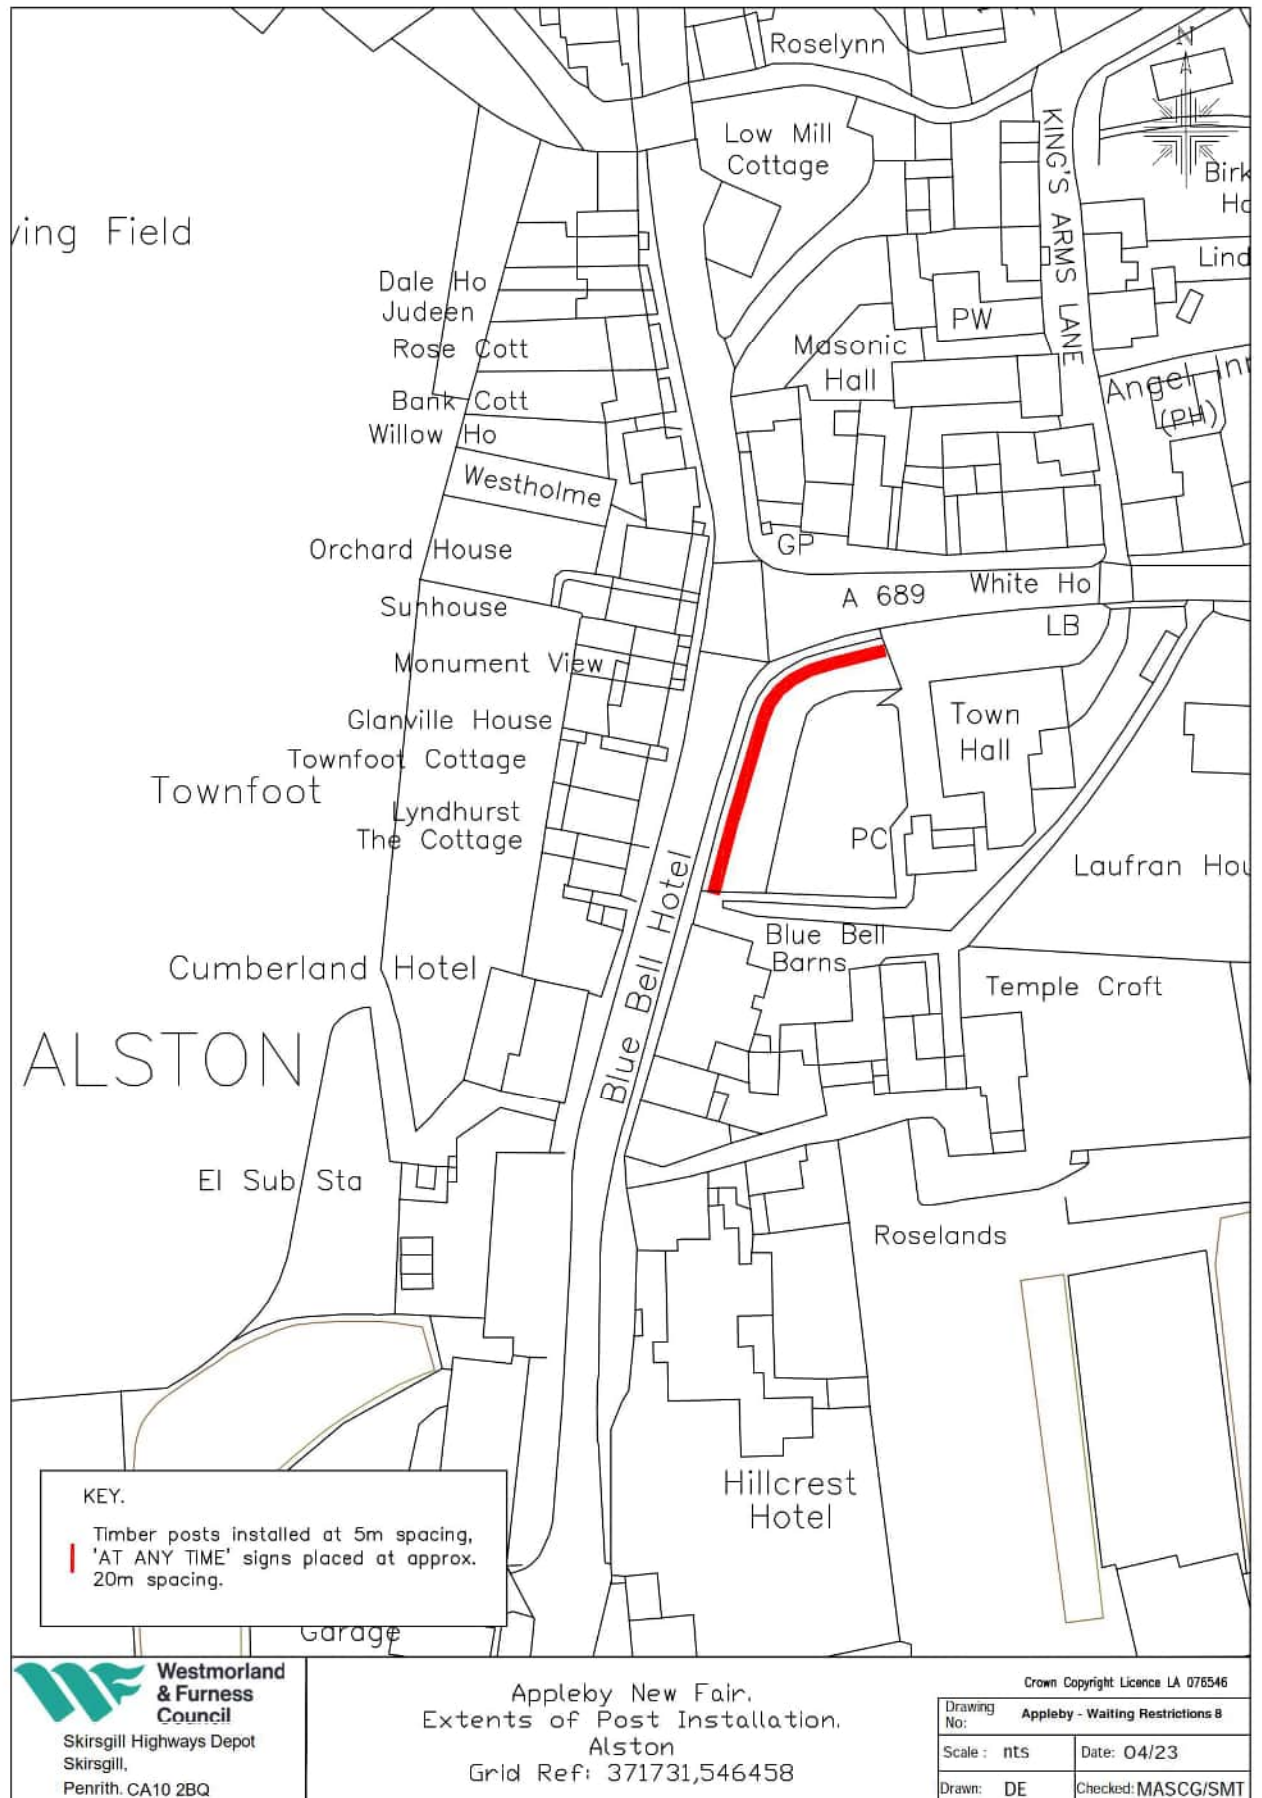 Roselynn
N
Low Mill
Cottage
KING'S ARMS LANE
ying Field
Dale Ho
Judeen
Rose Cott
Bank Cott
Willow Ho
Westholme
Masonic
Hall
PW
Angel Inn
(PH)
Orchard House
GP
Sunhouse
A 689
White Ho
LB
Monument View
Glanville House
Townfoot Cottage
Townfoot
Lyndhurst
The Cottage
Town
Hall
PC
Laufran Hou
Blue Bell Hotel
Blue Bell
Barns
Cumberland Hotel
Temple Croft
ALSTON
El Sub Sta
Roselands
Hillcrest
Hotel
KEY.
Timber posts installed at 5m spacing,
'AT ANY TIME' signs placed at approx.
20m spacing.
Garage
Westmorland
& Furness
Council
Skirsgill Highways Depot
Skirsgill,
Penrith. CA10 2BQ
Appleby New Fair.
Extents of Post Installation.
Alston
Grid Ref: 371731,546458
Crown Copyright Licence LA 076546
Drawing No: Appleby - Waiting Restrictions 8
Scale : nts Date: 04/23
Drawn: DE Checked: MASCG/SMT